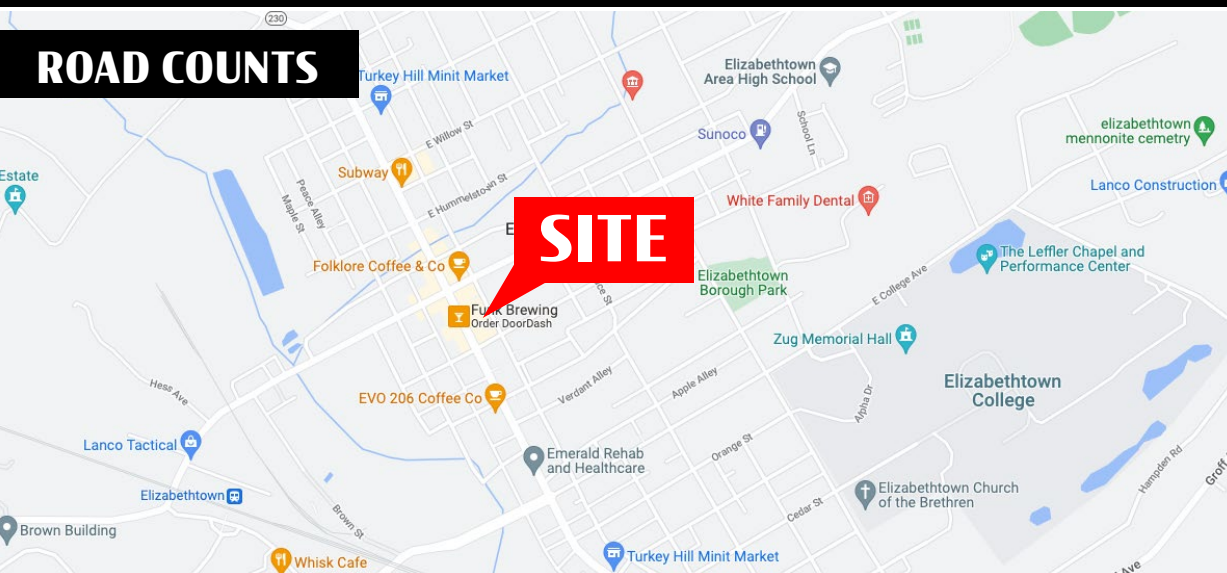 230
ROAD COUNTS
Turkey Hill Minit Market
Elizabethtown
Area High School
E Willow St
Sunoco
School Ln
elizabethtown
mennonite cemetry
Estate
Subway
Peace Alley
Maple St
E Hummelstown St
White Family Dental
Lanco Construction
SITE
E
Folklore Coffee & Co
Elizabethtown
Borough Park
E College Ave
The Leffler Chapel and
Performance Center
Funk Brewing
Order DoorDash
ce St
Zug Memorial Hall
Hess Ave
EVO 206 Coffee Co
Verdant Alley
Apple Alley
Alpha Dr
Elizabethtown
College
Lanco Tactical
Emerald Rehab
and Healthcare
Orange St
Hampden Rd
Groff
Elizabethtown
Elizabethtown Church
of the Brethren
Brown St
Cedar St
Brown Building
Whisk Cafe
Turkey Hill Minit Market
Ave